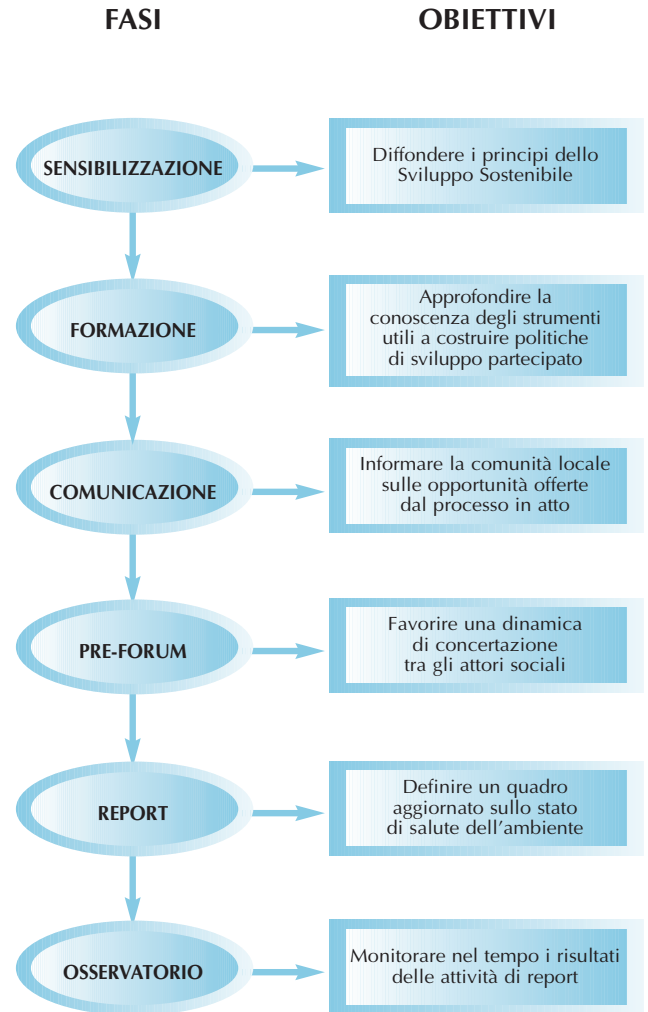 FASI
OBIETTIVI
SENSIBILIZZAZIONE
Diffondere i principi dello
Sviluppo Sostenibile
FORMAZIONE
Approfondire la
conoscenza degli strumenti
utili a costruire politiche
di sviluppo partecipato
COMUNICAZIONE
Informare la comunità locale
sulle opportunità offerte
dal processo in atto
PRE-FORUM
Favorire una dinamica
di concertazione
tra gli attori sociali
REPORT
Definire un quadro
aggiornato sullo stato
di salute dell'ambiente
OSSERVATORIO
Monitorare nel tempo i risultati
delle attività di report